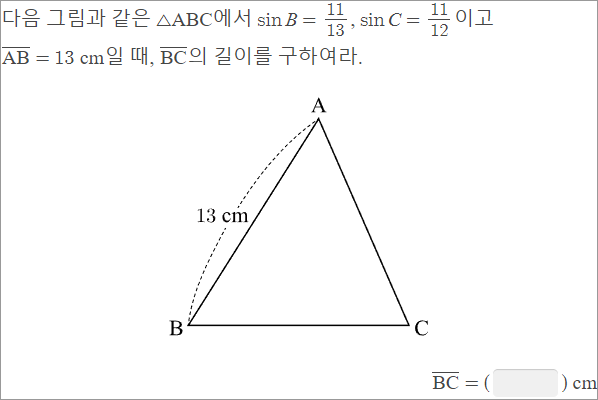 다음 그림과 같은 △ABC에서 sin B = 11/13, sin C = 11/12 이고
AB = 13 cm일 때, BC의 길이를 구하여라.
A
13 cm
B
C
BC = ( ) cm